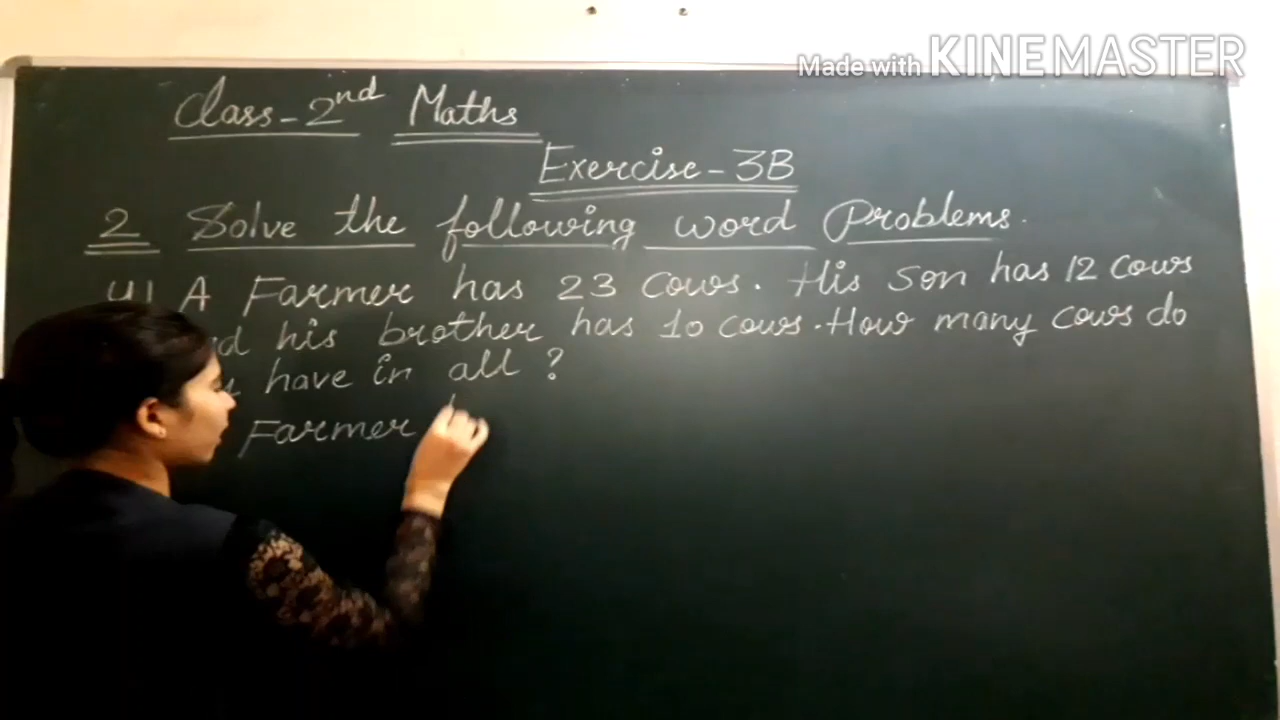 Made with KINEMASTER
Class-2nd Maths
Exercise-3B
2 Solve the following word Problems.
4) A Farmer has 23 cows. His son has 12 cows
his brother has 10 cows. How many cows do
have in all ?
Farmer